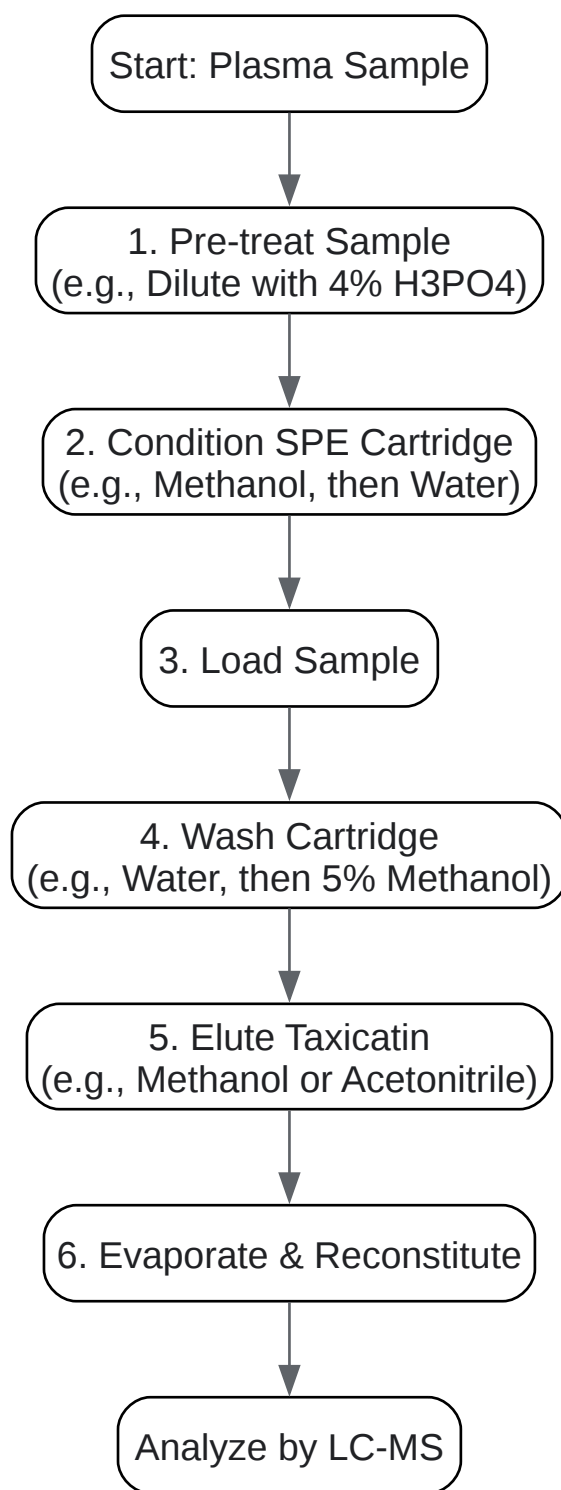 Start: Plasma Sample
1. Pre-treat Sample
(e.g., Dilute with 4% H3PO4)
2. Condition SPE Cartridge
(e.g., Methanol, then Water)
3. Load Sample
4. Wash Cartridge
(e.g., Water, then 5% Methanol)
5. Elute Taxicatin
(e.g., Methanol or Acetonitrile)
6. Evaporate & Reconstitute
Analyze by LC-MS